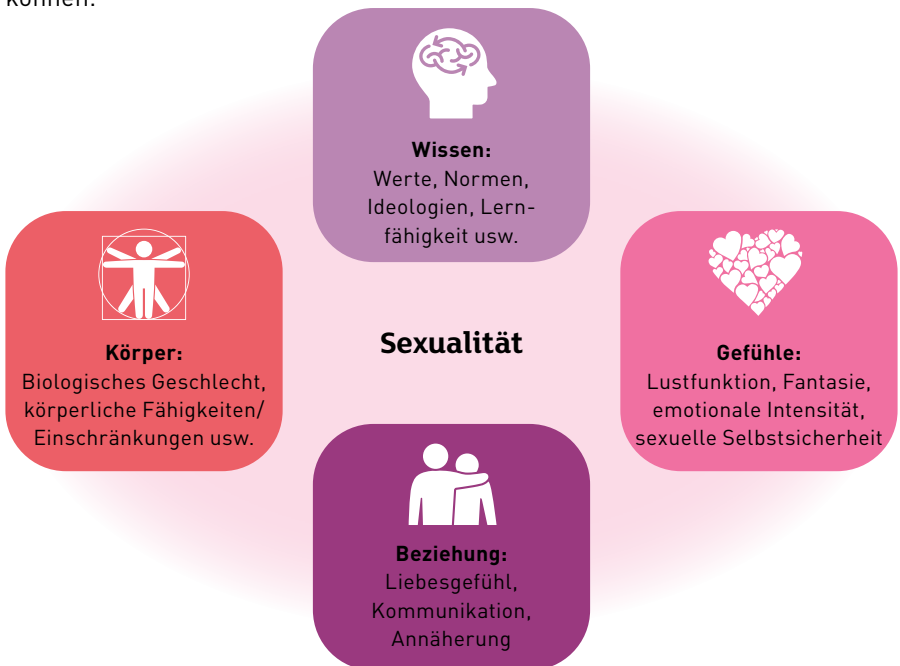 können.
Wissen:
Werte, Normen,
Ideologien, Lern-
fähigkeit usw.
Körper:
Biologisches Geschlecht,
körperliche Fähigkeiten/
Einschränkungen usw.
Sexualität
Gefühle:
Lustfunktion, Fantasie,
emotionale Intensität,
sexuelle Selbstsicherheit
Beziehung:
Liebesgefühl,
Kommunikation,
Annäherung